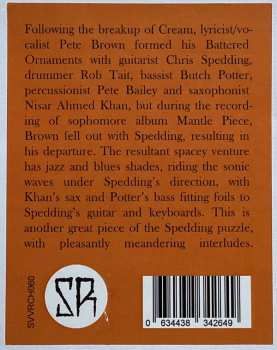 Following the breakup of Cream, lyricist/vo-
calist Pete Brown formed his Battered
Ornaments with guitarist Chris Spedding,
drummer Rob Tait, bassist Butch Potter,
percussionist Pete Bailey and saxophonist
Nisar Ahmed Khan, but during the record-
ing of sophomore album Mantle Piece,
Brown fell out with Spedding, resulting in
his departure. The resultant spacey venture
has jazz and blues shades, riding the sonic
waves under Spedding's direction, with
Khan's sax and Potter's bass fitting foils to
Spedding's guitar and keyboards. This is
another great piece of the Spedding puzzle,
with pleasantly meandering interludes.
SVVRCH060
SR
0 634438 342649